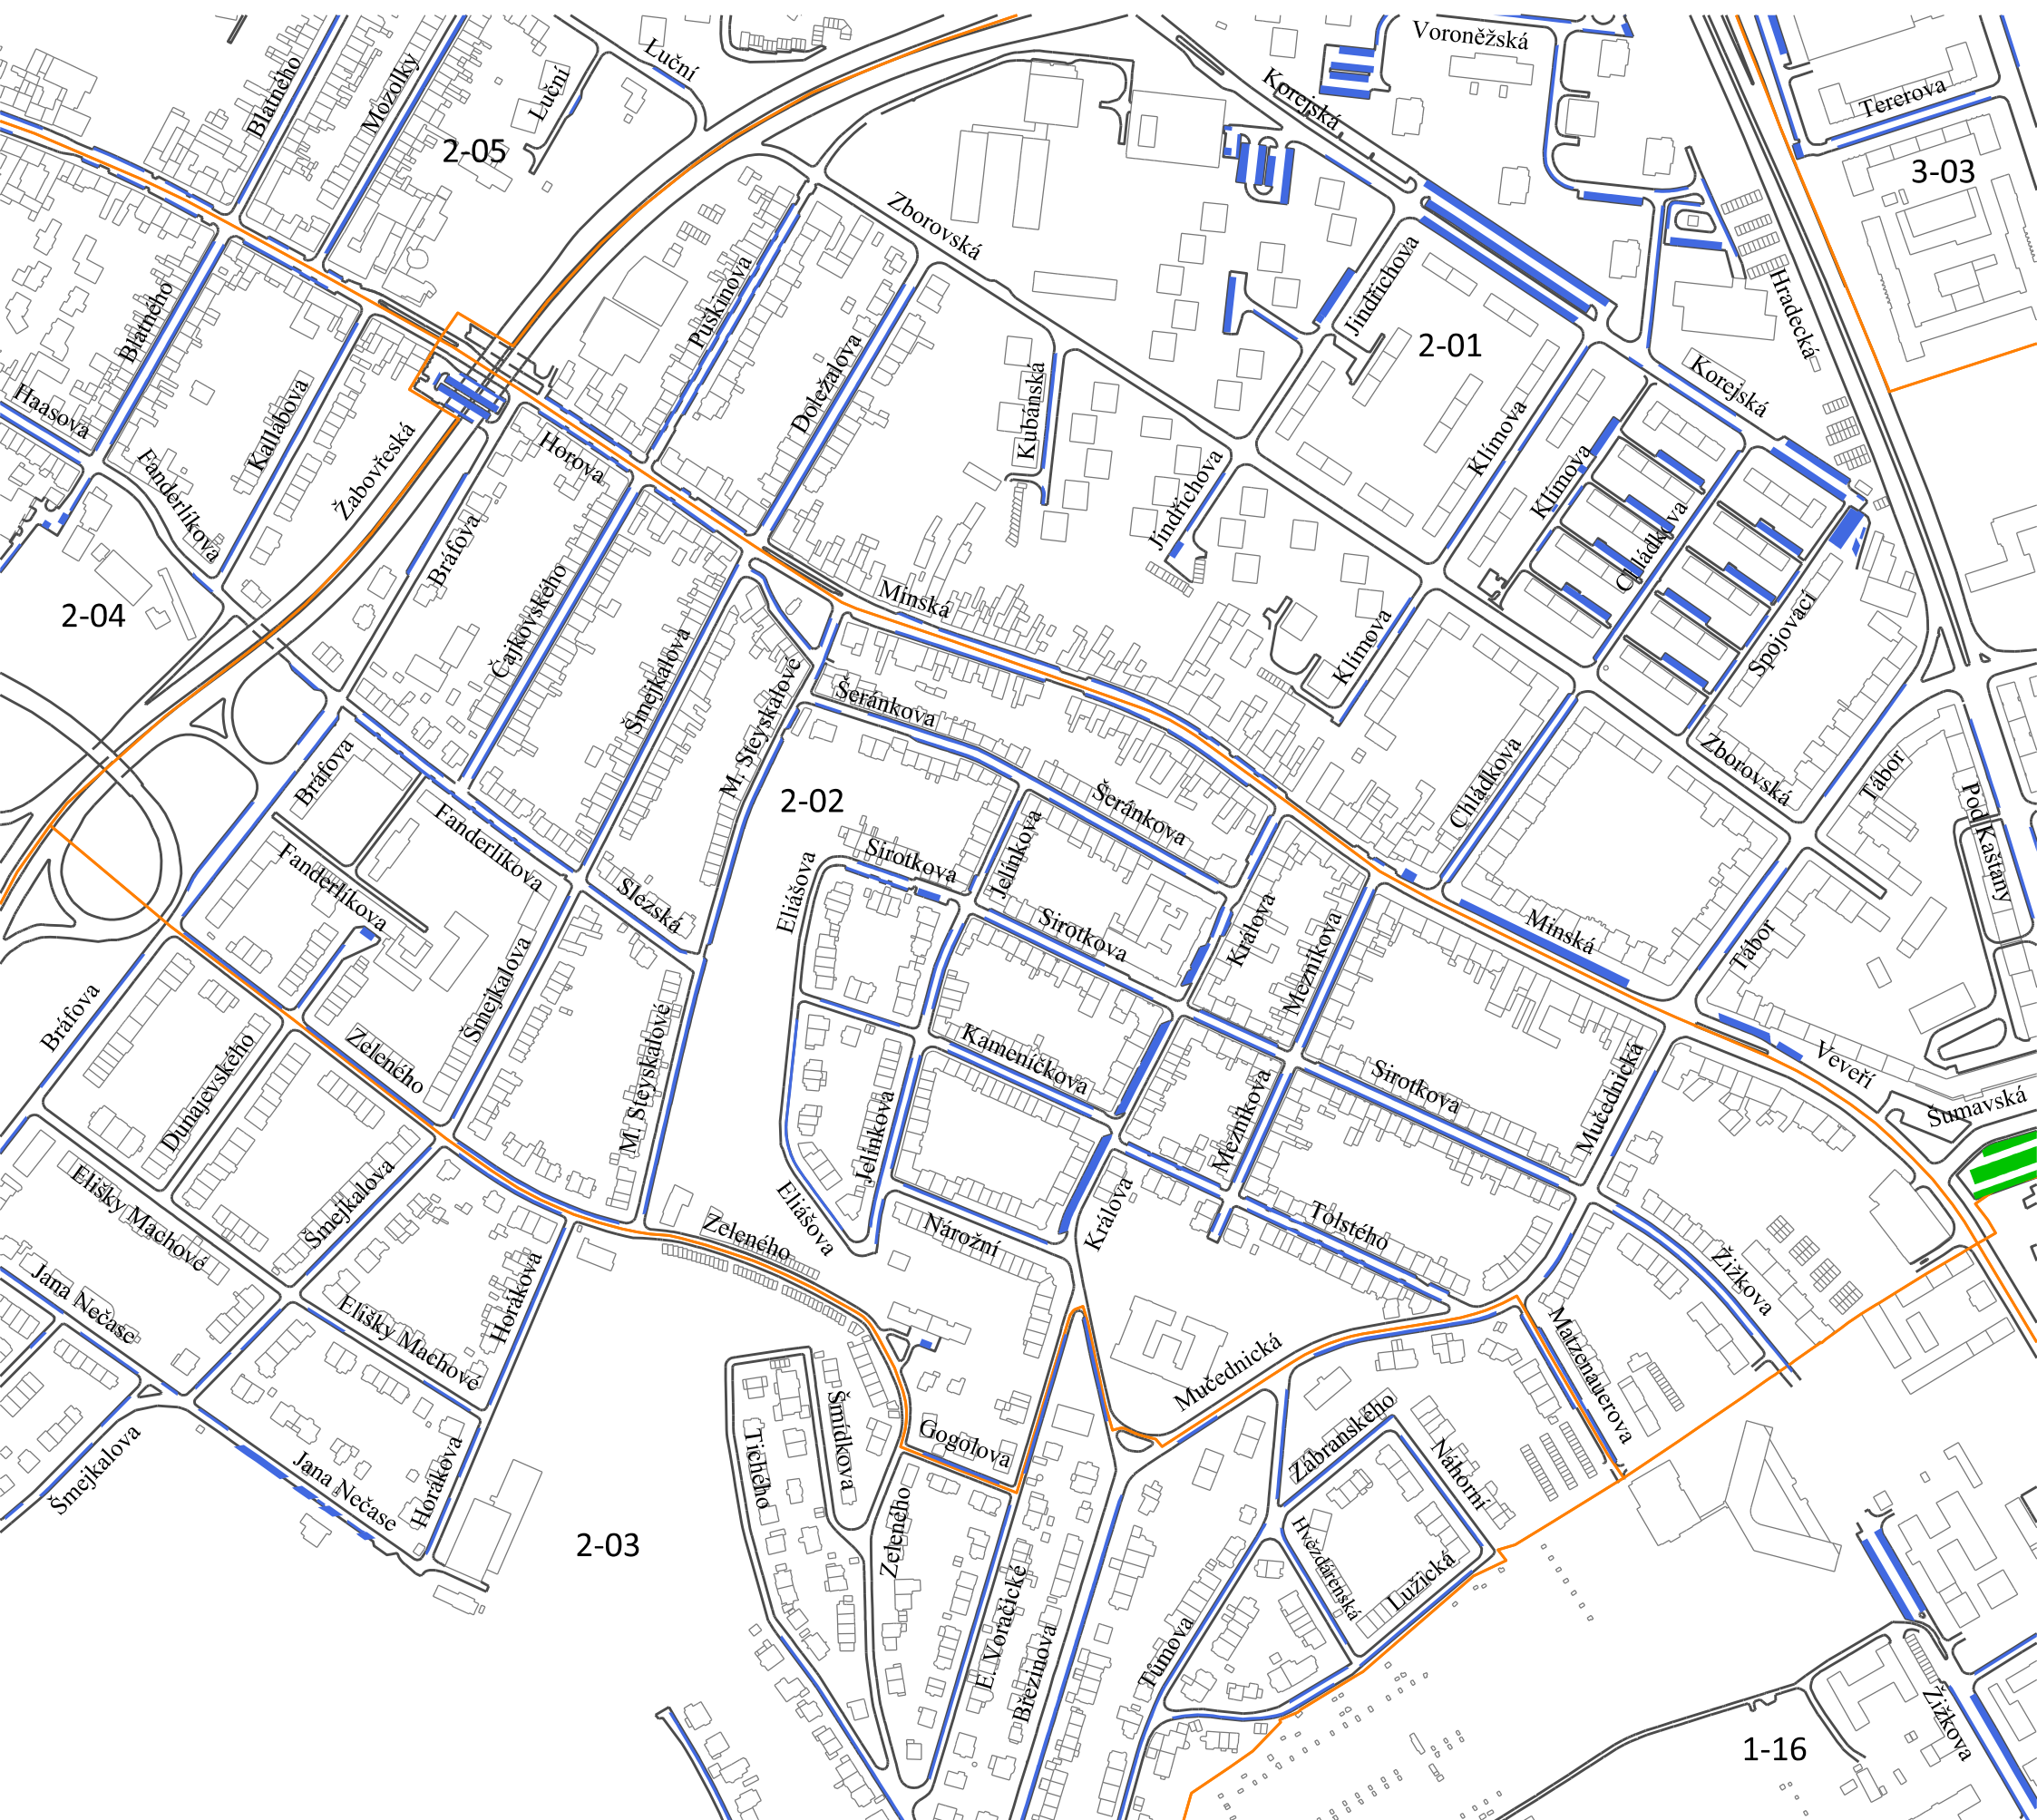 Voroněžská
Luční
Blatného
Mozolky
Luční
Korejská
Tererova
2-05
3-03
Zborovská
Jindřichova
Puškinova
Blatného
Hradecká
2-01
Doležalova
Kubánská
Korejská
Haasova
Kallabova
Žabovřeská
Horova
Klímova
Klímova
Fanderlíkova
Jindřichova
Bráfova
Chládkova
2-04
Minská
Čajkovského
Šmejkalova
Klímova
Spojovací
M. Steyskalové
Šeránkova
Zborovská
Bráfova
2-02
Šeránkova
Chládkova
Tábor
Pod Kaštany
Fanderlíkova
Jelínkova
Sirotkova
Eliášova
Fanderlíkova
Slezská
Sirotkova
Králova
Mezníkova
Minská
Tábor
Šmejkalova
Bráfova
Zeleného
M. Steyskalové
Kameníčkova
Sirotkova
Veveří
Mučednická
Šumavská
Dunajevského
Jelínkova
Mezníkova
Elišky Machové
Šmejkalova
Eliášova
Zeleného
Nárožní
Králova
Tolstého
Žižkova
Jana Nečase
Elišky Machové
Horákova
Mučednická
Matzenauerova
Šmídkova
Tichého
Gogolova
Zábranského
Náhorní
Šmejkalova
Jana Nečase
Horákova
Zeleného
2-03
Hvězdárenská
Lužická
E. Voračické
Březinova
Tůmova
1-16
Žižkova